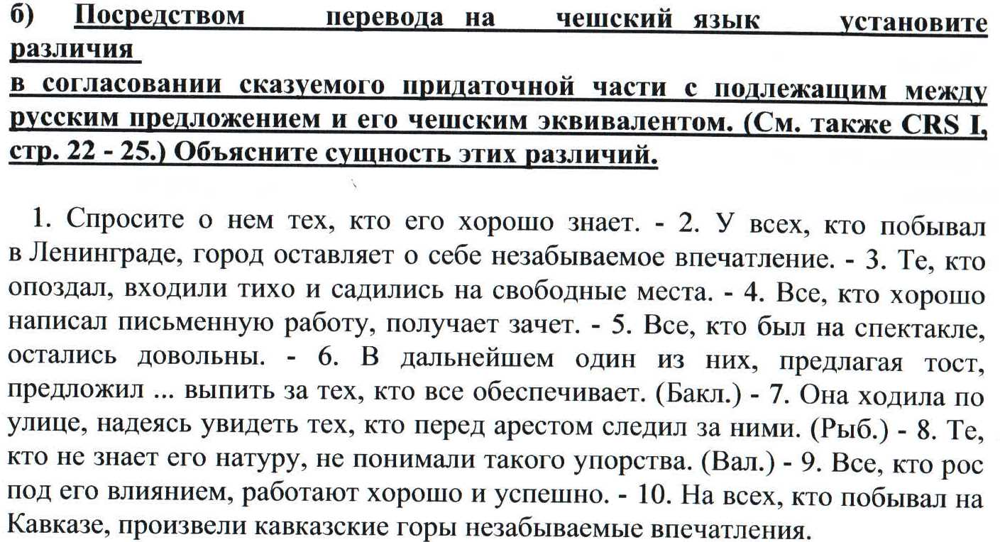 б) Посредством перевода на чешский язык установите
различия
в согласовании сказуемого придаточной части с подлежащим между
русским предложением и его чешским эквивалентом. (См. также CRS I,
стр. 22 - 25.) Объясните сущность этих различий.
1. Спросите о нем тех, кто его хорошо знает. - 2. У всех, кто побывал
в Ленинграде, город оставляет о себе незабываемое впечатление. - 3. Те, кто
опоздал, входили тихо и садились на свободные места. - 4. Все, кто хорошо
написал письменную работу, получает зачет. - 5. Все, кто был на спектакле,
остались довольны. - 6. В дальнейшем один из них, предлагая тост,
предложил ... выпить за тех, кто все обеспечивает. (Бакл.) - 7. Она ходила по
улице, надеясь увидеть тех, кто перед арестом следил за ними. (Рыб.) - 8. Те,
кто не знает его натуру, не понимали такого упорства. (Вал.) - 9. Все, кто рос
под его влиянием, работают хорошо и успешно. - 10. На всех, кто побывал на
Кавказе, произвели кавказские горы незабываемые впечатления.